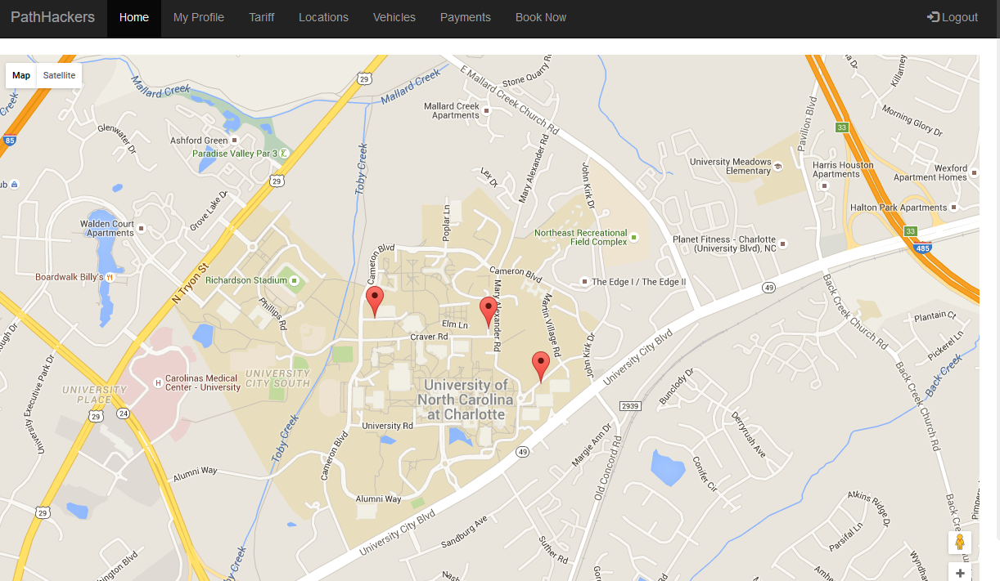 PathHackers Home My Profile Tariff Locations Vehicles Payments Book Now Logout
Map Satellite
Mallard Creek
29
Mallard Creek
E Mallard Creek Church Rd
Stone Quarry Rd
Killarney
Creek
85
Glenwater Dr
Ashford Green
Paradise Valley Par 3
Mallard Creek
Apartments
33
Morning Glory Dr
Pavilion Blvd
29
Toby Creek
Lex Dr
Mary Alexander Rd
John Kirk Dr
University Meadows
Elementary
Harris Houston
Apartments
Wexford
Apartment Homes
ub
Grove Lake Dr
Walden Court
Apartments
Poplar Ln
Northeast Recreational
Field Complex
Planet Fitness - Charlotte
(University Blvd), NC
Halton Park Apartments
33
485
Boardwalk Billy's
N Tryon St
Richardson Stadium
Cameron Blvd
Cameron Blvd
The Edge I / The Edge II
49
Back Creek Church Rd
Phillips Rd
Elm Ln
Craver Rd
Mary Alexander Rd
Martin Village Rd
John Kirk Dr
University City Blvd
Plantain Ct
Pickerel Ln
Back Creek
ough Dr
University Executive Park Dr
UNIVERSITY
PLACE
H
Carolinas Medical
Center - University
UNIVERSITY
CITY SOUTH
University of
North Carolina
at Charlotte
2939
Bunclody Dr
Back Creek Church Rd
29
24
Toby Creek
University Rd
Derryrush Ave
49
Margie Ann Dr
Old Concord Rd
Cameron Blvd
Alumni Way
Conifer Cir
29
Alumni Way
University City Blvd
Sandburg Ave
Suther Rd
Atkins Ridge Dr
Parsifal Ln
Back
Toby Creek
Wyndha
+